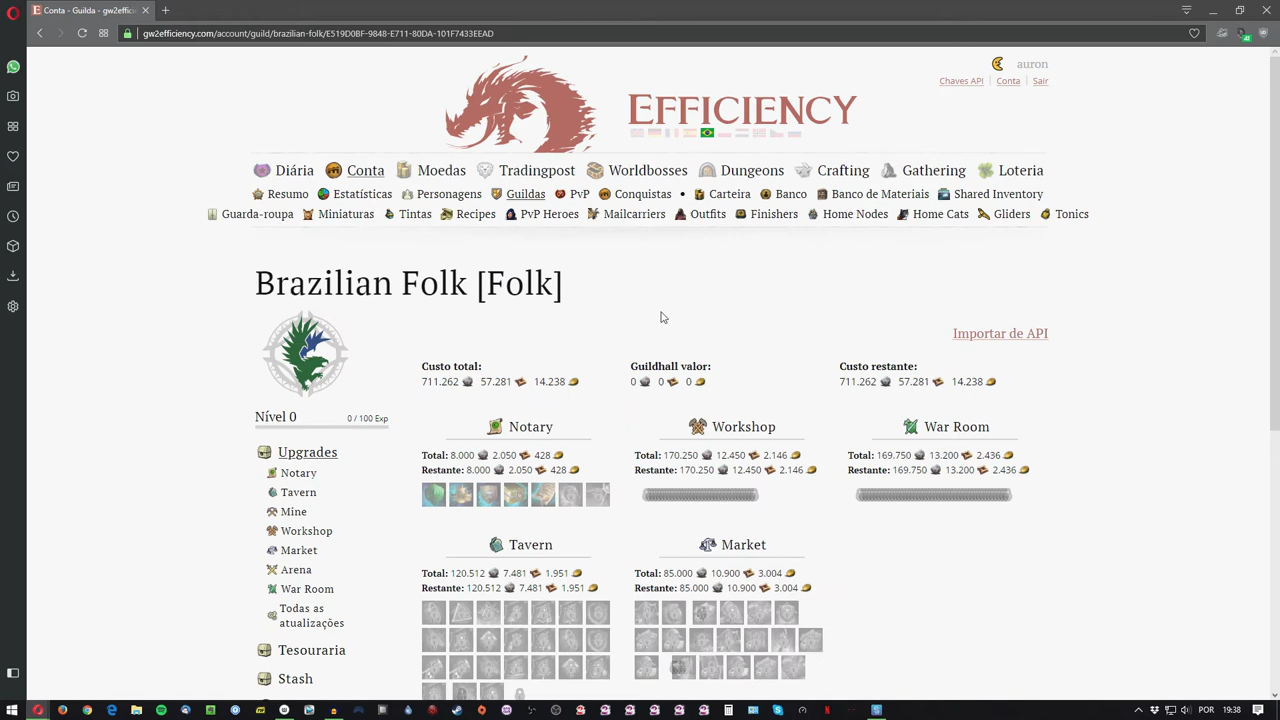 Stats - Conta - GW2Effi
gw2efficiency.com/account/guild/brazilian-folk/E519D0BF-9848-E711-80DA-101F7433EEAD
auron
Chaves API Conta Sair
EFFICIENCY
Diária Conta Moedas Tradingpost Worldbosses Dungeons Crafting Gathering Loteria
Resumo Estatísticas Personagens Guildas PvP Conquistas • Carteira Banco Banco de Materiais Shared Inventory
Guarda-roupa Miniaturas Tintas Recipes PvP Heroes Mailcarriers Outfits Finishers Home Nodes Home Cats Gliders Tonics
Brazilian Folk [Folk]
Importar de API
Custo total: Guildhall valor: Custo restante:
711.262 57.281 14.238 0 0 0 711.262 57.281 14.238
Nível 0 0 / 100 Exp
Notary Workshop War Room
Total: 8.000 2.050 428 Total: 170.250 12.450 2.146 Total: 169.750 13.200 2.436
Restante: 8.000 2.050 428 Restante: 170.250 12.450 2.146 Restante: 169.750 13.200 2.436
Upgrades
Notary
Tavern
Mine
Workshop
Market
Arena
War Room
Todas as
atualizações
Tesouraria
Stash
Tavern Market
Total: 120.512 7.481 1.951 Total: 85.000 10.900 3.004
Restante: 120.512 7.481 1.951 Restante: 85.000 10.900 3.004
POR 19:38